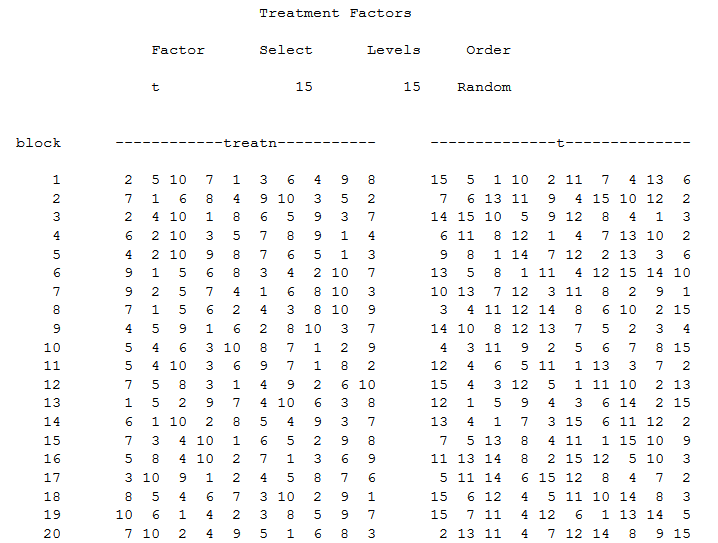 Treatment Factors
Factor Select Levels Order
t 15 15 Random
block ------------treatn----------- --------------t--------------
1 2 5 10 7 1 3 6 4 9 8 15 5 1 10 2 11 7 4 13 6
2 7 1 6 8 4 9 10 3 5 2 7 6 13 11 9 4 15 10 12 2
3 2 4 10 1 8 6 5 9 3 7 14 15 10 5 9 12 8 4 1 3
4 6 2 10 3 5 7 8 9 1 4 6 11 8 12 1 4 7 13 10 2
5 4 2 10 9 8 7 6 5 1 3 9 8 1 14 7 12 2 13 3 6
6 9 1 5 6 8 3 4 2 10 7 13 5 8 1 11 4 12 15 14 10
7 9 2 5 7 4 1 6 8 10 3 10 13 7 12 3 11 8 2 9 1
8 7 1 5 6 2 4 3 8 10 9 3 4 11 12 14 8 6 10 2 15
9 4 5 9 1 6 2 8 10 3 7 14 10 8 12 13 7 5 2 3 4
10 5 4 6 3 10 8 7 1 2 9 4 3 11 9 2 5 6 7 8 15
11 5 4 10 3 6 9 7 1 8 2 12 4 6 5 11 1 13 3 7 2
12 7 5 8 3 1 4 9 2 6 10 15 4 3 12 5 1 11 10 2 13
13 1 5 2 9 7 4 10 6 3 8 12 1 5 9 4 3 6 14 2 15
14 6 1 10 2 8 5 4 9 3 7 13 4 1 7 3 15 6 11 12 2
15 7 3 4 10 1 6 5 2 9 8 7 5 13 8 4 11 1 15 10 9
16 5 8 4 10 2 7 1 3 6 9 11 13 14 8 2 15 12 5 10 3
17 3 10 9 1 2 4 5 8 7 6 5 11 14 6 15 12 8 4 7 2
18 8 5 4 6 7 3 10 2 9 1 15 6 12 4 5 11 10 14 8 3
19 10 6 1 4 2 3 8 5 9 7 15 7 11 4 12 6 1 13 14 5
20 7 10 2 4 9 5 1 6 8 3 2 13 11 4 7 12 14 8 9 15